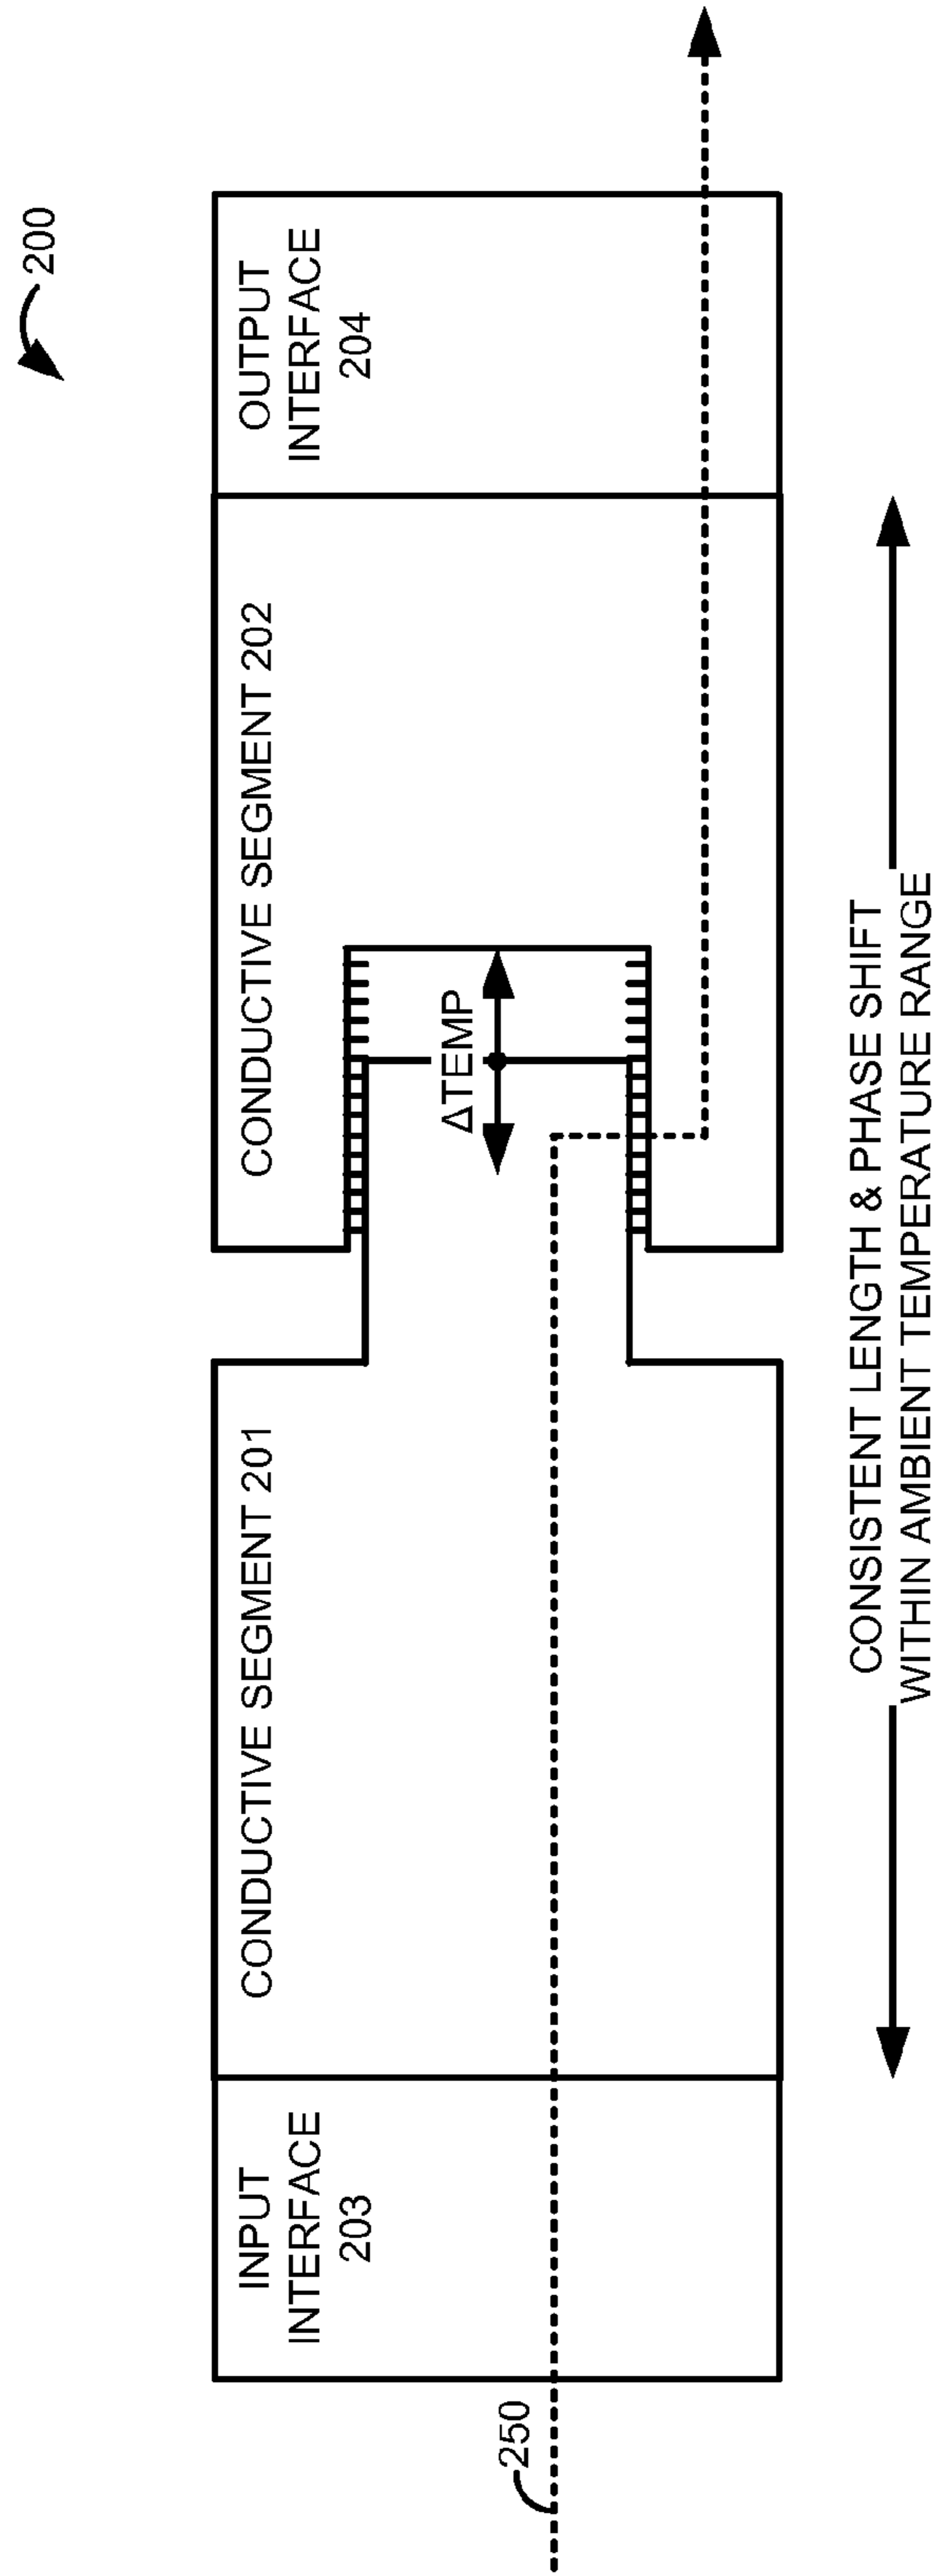 200
INPUT
INTERFACE
203
CONDUCTIVE SEGMENT 201
CONDUCTIVE SEGMENT 202
OUTPUT
INTERFACE
204
ΔTEMP
250
CONSISTENT LENGTH & PHASE SHIFT
WITHIN AMBIENT TEMPERATURE RANGE